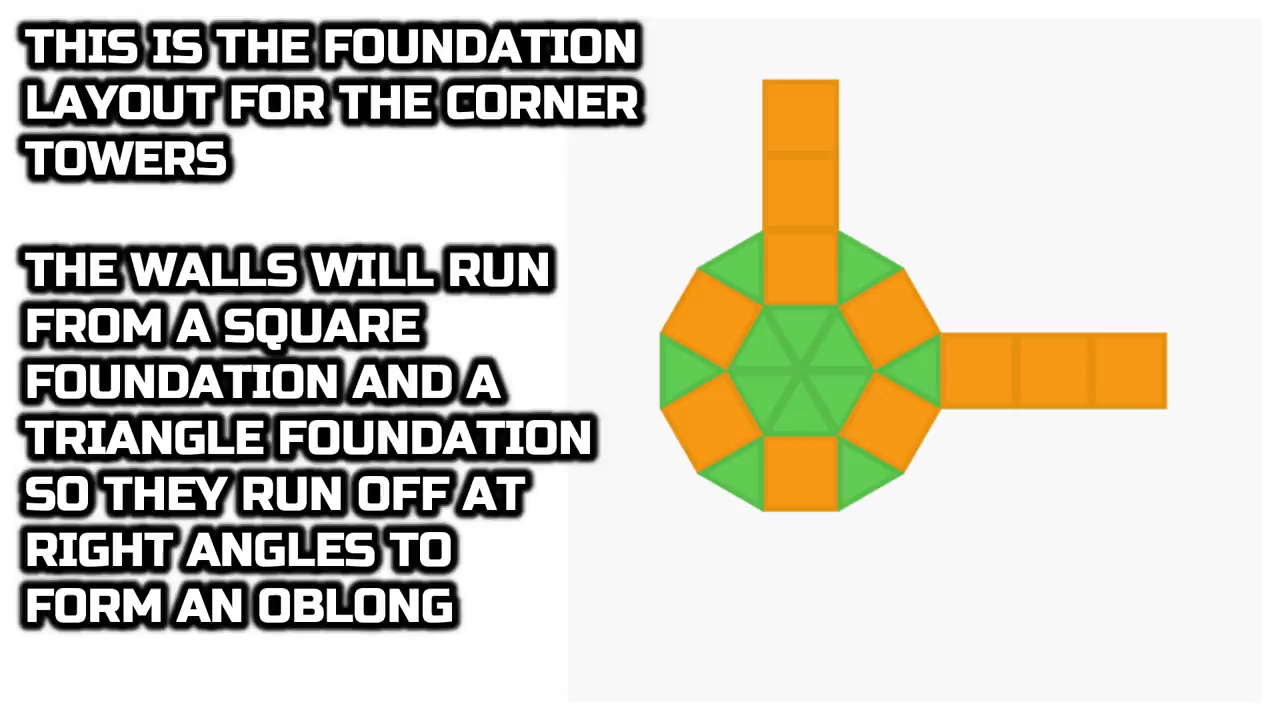 THIS IS THE FOUNDATION
LAYOUT FOR THE CORNER
TOWERS
THE WALLS WILL RUN
FROM A SQUARE
FOUNDATION AND A
TRIANGLE FOUNDATION
SO THEY RUN OFF AT
RIGHT ANGLES TO
FORM AN OBLONG